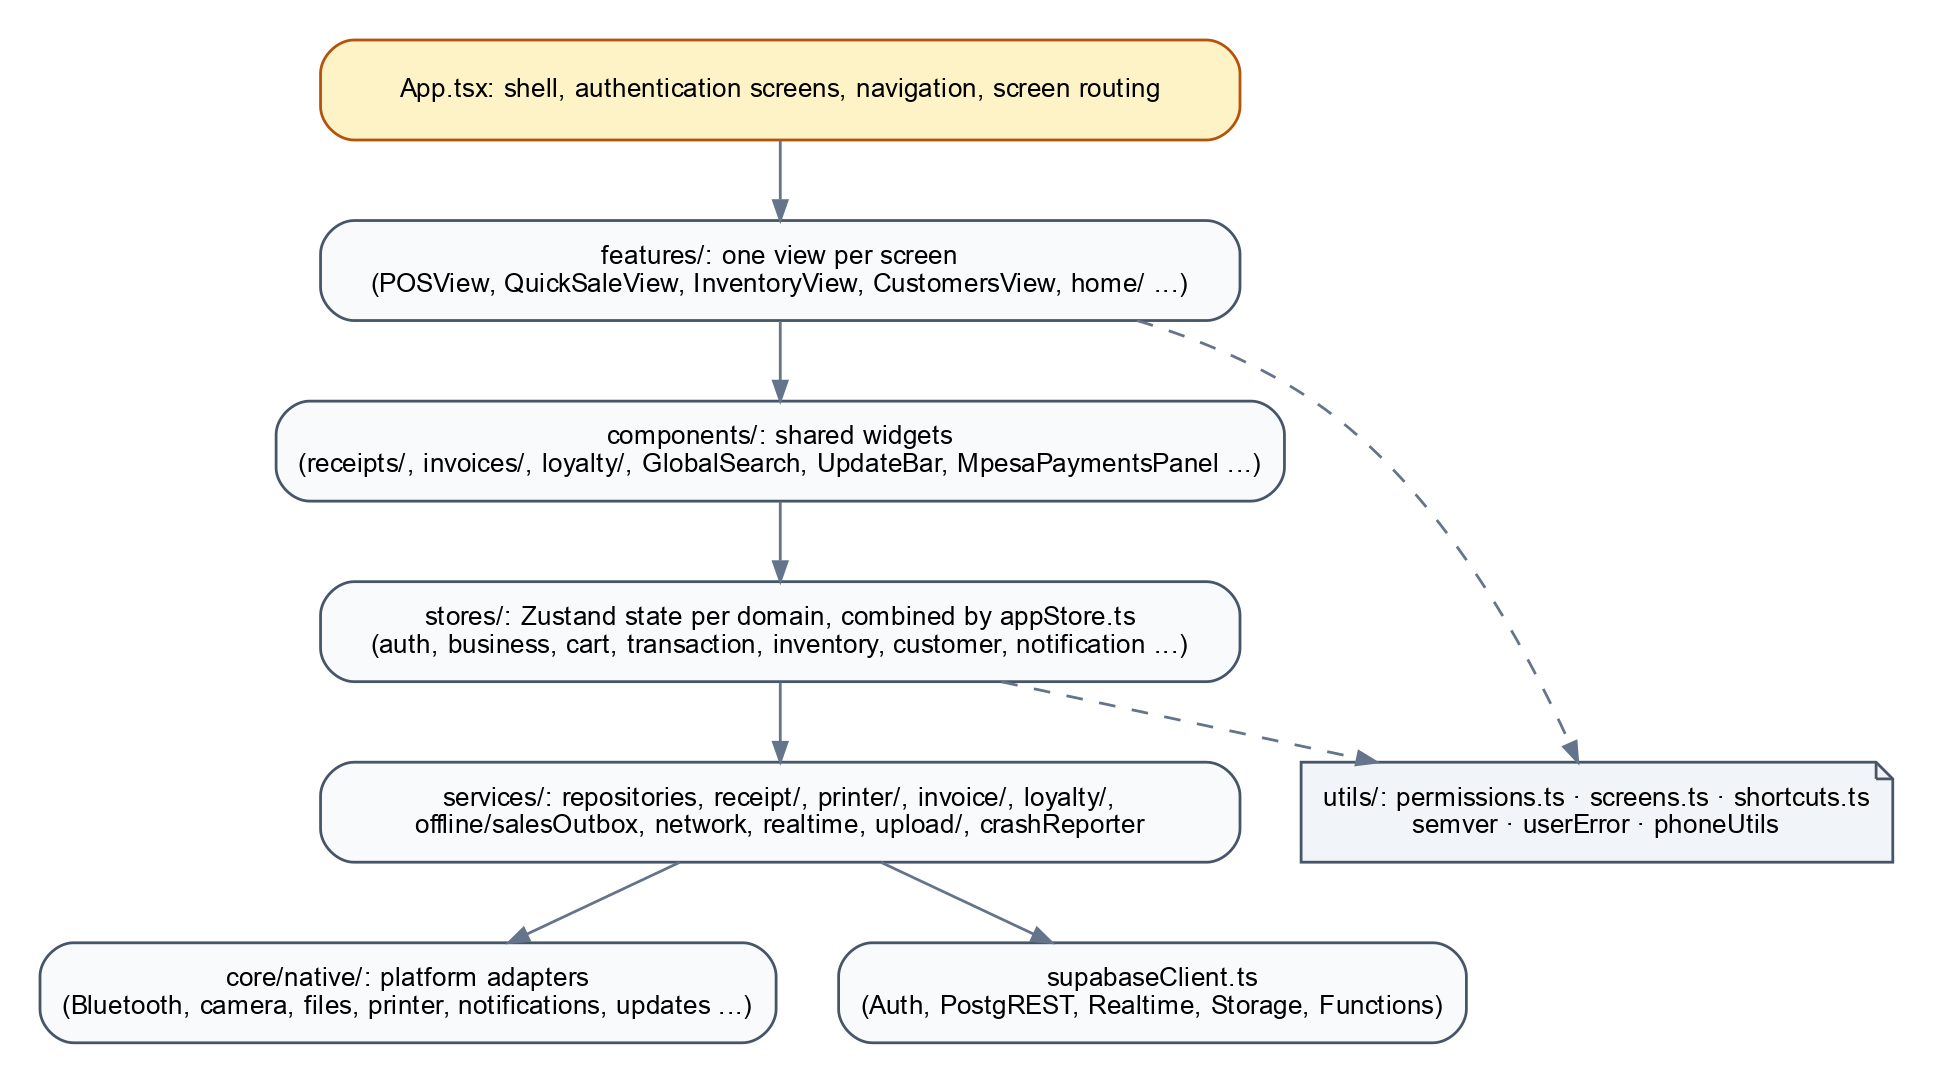 App.tsx: shell, authentication screens, navigation, screen routing
features/: one view per screen
(POSView, QuickSaleView, InventoryView, CustomersView, home/ …)
components/: shared widgets
(receipts/, invoices/, loyalty/, GlobalSearch, UpdateBar, MpesaPaymentsPanel …)
stores/: Zustand state per domain, combined by appStore.ts
(auth, business, cart, transaction, inventory, customer, notification …)
services/: repositories, receipt/, printer/, invoice/, loyalty/,
offline/salesOutbox, network, realtime, upload/, crashReporter
utils/: permissions.ts · screens.ts · shortcuts.ts
semver · userError · phoneUtils
core/native/: platform adapters
(Bluetooth, camera, files, printer, notifications, updates …)
supabaseClient.ts
(Auth, PostgREST, Realtime, Storage, Functions)